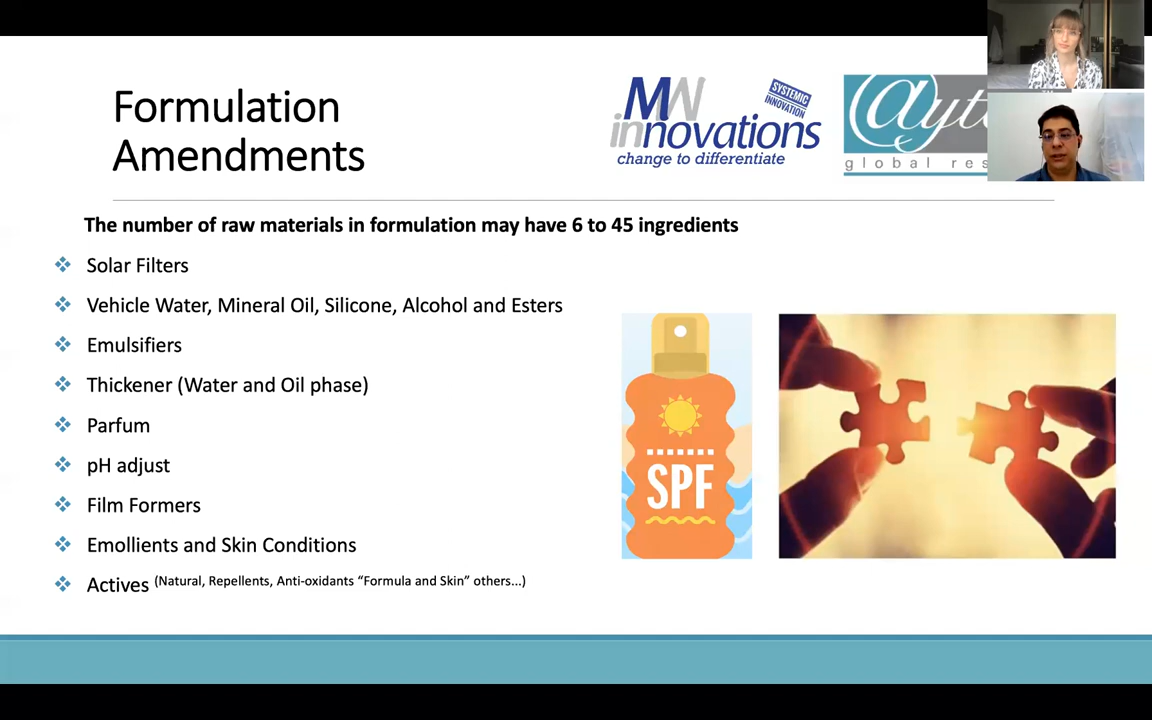 Formulation
Amendments
MW
innovations
change to differentiate
SYSTEMIC
INNOVATION
global
The number of raw materials in formulation may have 6 to 45 ingredients
Solar Filters
Vehicle Water, Mineral Oil, Silicone, Alcohol and Esters
Emulsifiers
Thickener (Water and Oil phase)
Parfum
pH adjust
Film Formers
Emollients and Skin Conditions
Actives (Natural, Repellents, Anti-oxidants “Formula and Skin” others...)
SPF